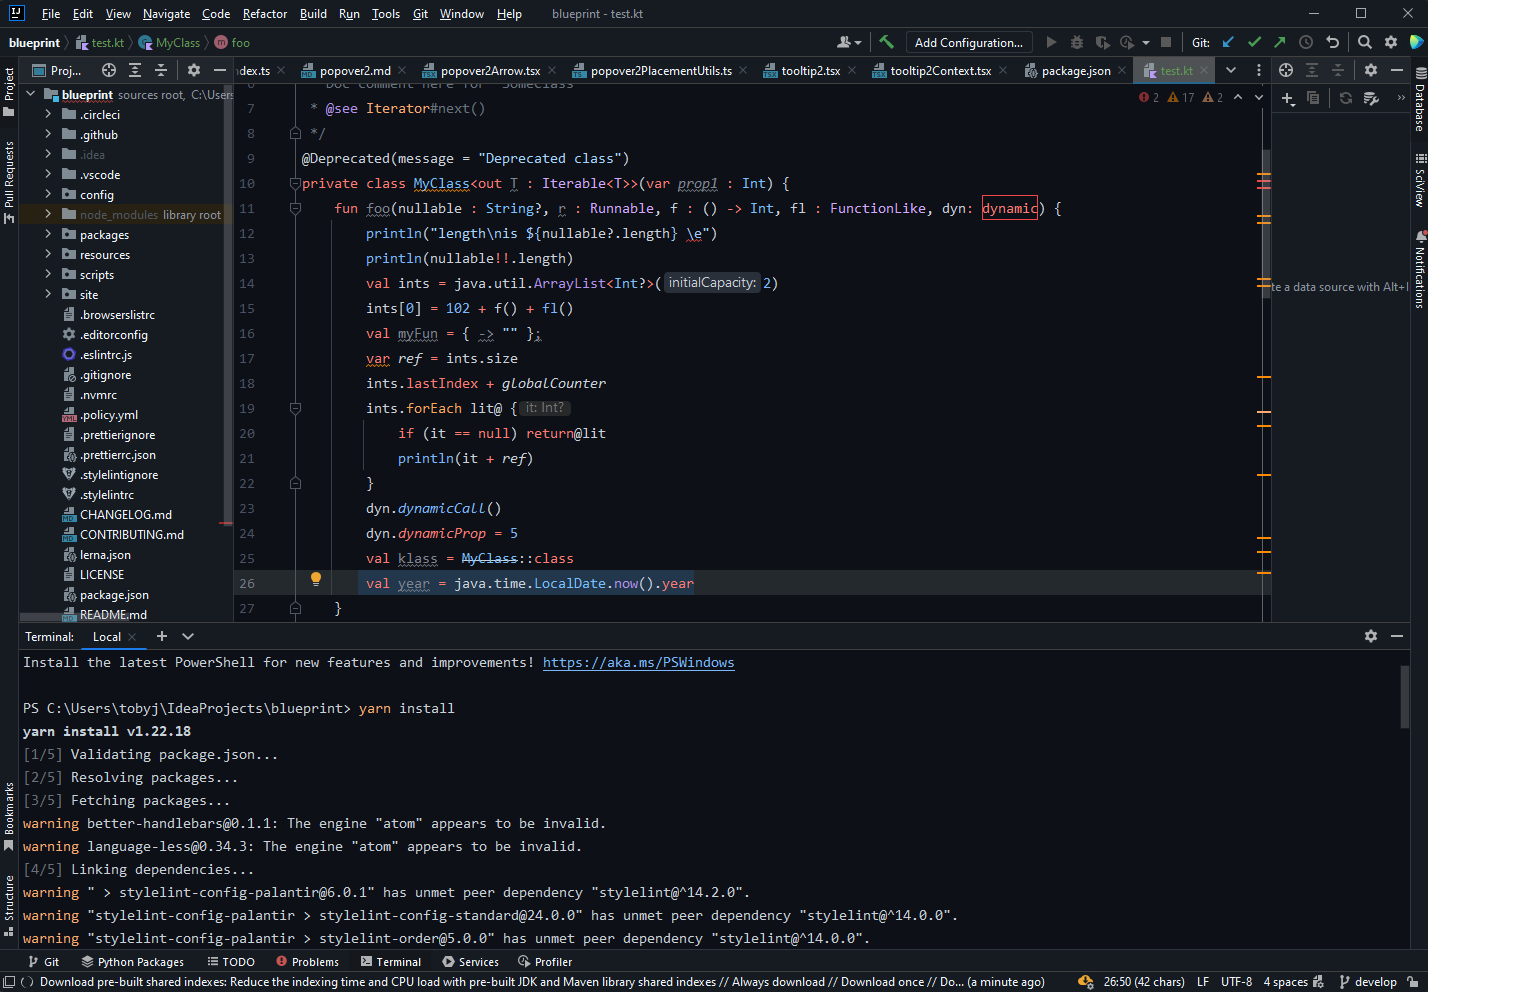 File Edit View Navigate Code Refactor Build Run Tools Git Window Help blueprint - test.kt
blueprint test.kt MyClass foo Add Configuration... Git:
Project
Proj...
ndex.ts popover2.md popover2Arrow.tsx popover2PlacementUtils.ts tooltip2.tsx tooltip2Context.tsx package.json test.kt
blueprint sources root, C:\Users
.circleci
.github
.idea
.vscode
config
node_modules library root
packages
resources
scripts
site
.browserslistrc
.editorconfig
.eslintrc.js
.gitignore
.nvmrc
.policy.yml
.prettierignore
.prettierrc.json
.stylelintignore
.stylelintrc
CHANGELOG.md
CONTRIBUTING.md
lerna.json
LICENSE
package.json
README.md
Pull Requests
Bookmarks
Structure
2 17 2
7 * @see Iterator#next()
8 */
9 @Deprecated(message = "Deprecated class")
10 private class MyClass<out T : Iterable<T>>(var prop1 : Int) {
11 fun foo(nullable : String?, r : Runnable, f : () -> Int, fl : FunctionLike, dyn: dynamic) {
12 println("length\nis ${nullable?.length} \e")
13 println(nullable!!.length)
14 val ints = java.util.ArrayList<Int?>( initialCapacity: 2)
15 ints[0] = 102 + f() + fl()
16 val myFun = { -> "" };
17 var ref = ints.size
18 ints.lastIndex + globalCounter
19 ints.forEach lit@ { it: Int?
20 if (it == null) return@lit
21 println(it + ref)
22 }
23 dyn.dynamicCall()
24 dyn.dynamicProp = 5
25 val klass = MyClass::class
26 val year = java.time.LocalDate.now().year
27 }
te a data source with Alt+I
Database
SciView
Notifications
Terminal: Local
Install the latest PowerShell for new features and improvements! https://aka.ms/PSWindows
PS C:\Users\tobyj\IdeaProjects\blueprint> yarn install
yarn install v1.22.18
[1/5] Validating package.json...
[2/5] Resolving packages...
[3/5] Fetching packages...
warning better-handlebars@0.1.1: The engine "atom" appears to be invalid.
warning language-less@0.34.3: The engine "atom" appears to be invalid.
[4/5] Linking dependencies...
warning " > stylelint-config-palantir@6.0.1" has unmet peer dependency "stylelint@^14.2.0".
warning "stylelint-config-palantir > stylelint-config-standard@24.0.0" has unmet peer dependency "stylelint@^14.0.0".
warning "stylelint-config-palantir > stylelint-order@5.0.0" has unmet peer dependency "stylelint@^14.0.0".
Git Python Packages TODO Problems Terminal Services Profiler
Download pre-built shared indexes: Reduce the indexing time and CPU load with pre-built JDK and Maven library shared indexes // Always download // Download once // Do... (a minute ago) 26:50 (42 chars) LF UTF-8 4 spaces develop